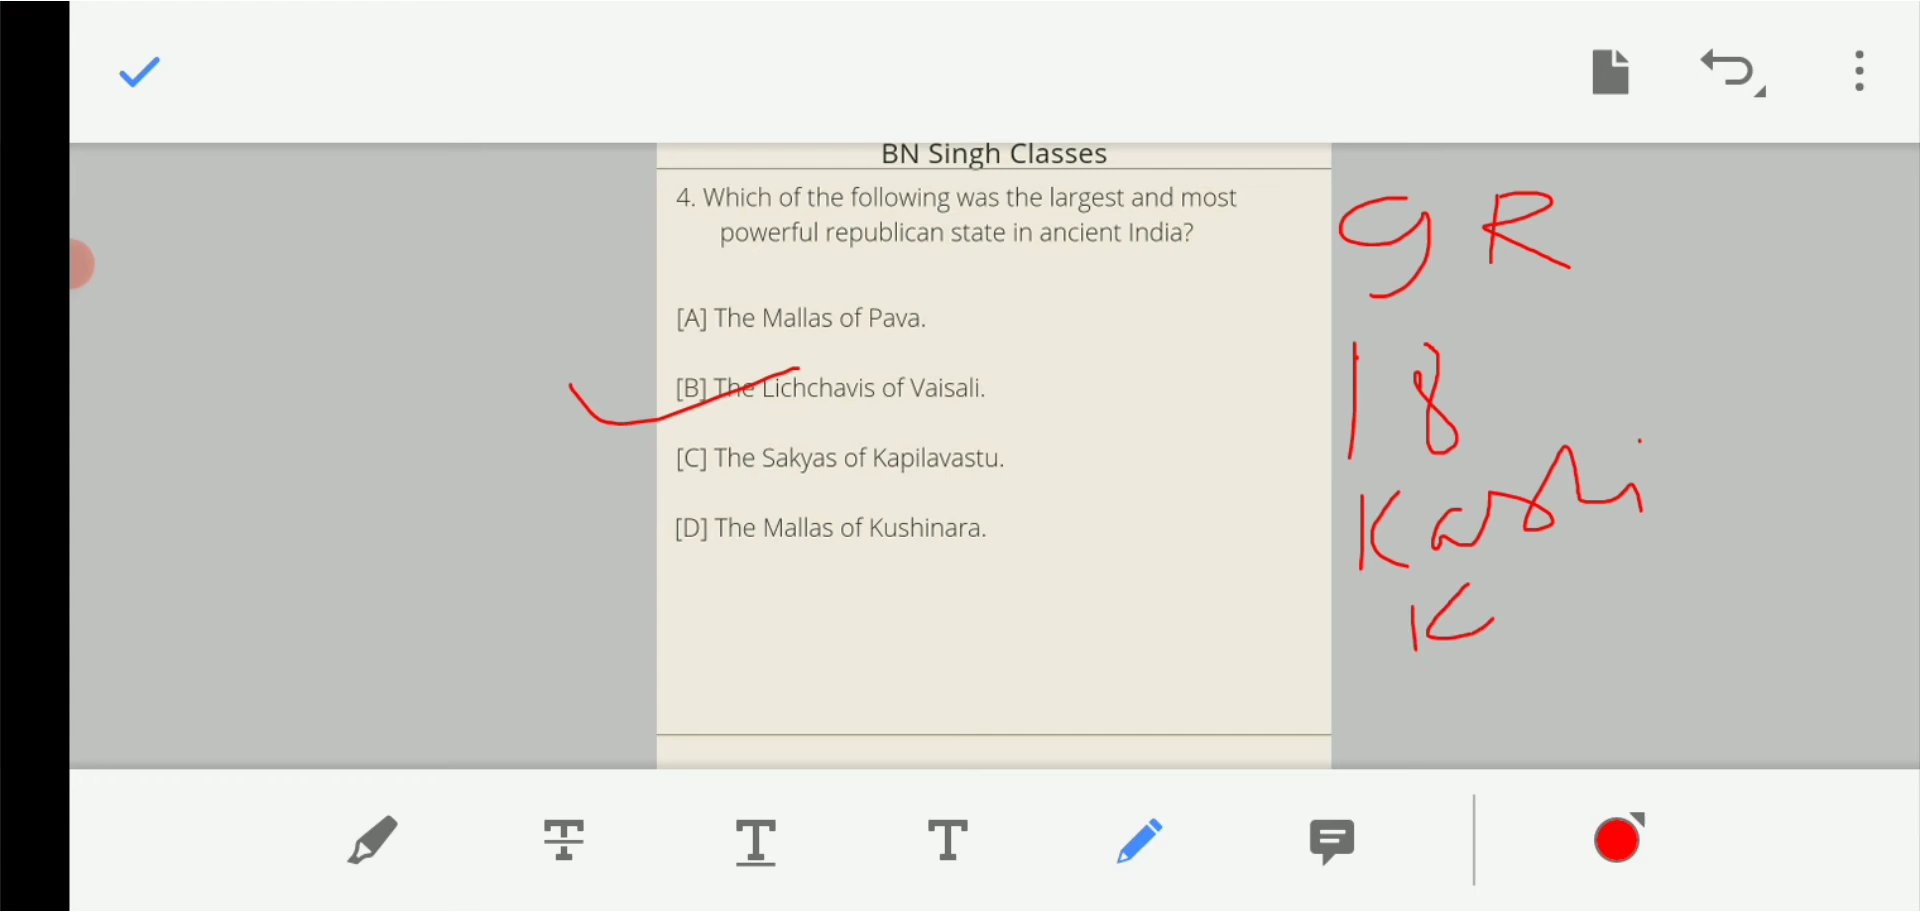 BN Singh Classes
4. Which of the following was the largest and most
powerful republican state in ancient India?
[A] The Mallas of Pava.
[B] The Lichchavis of Vaisali.
[C] The Sakyas of Kapilavastu.
[D] The Mallas of Kushinara.
9 R
18
Kashi
K